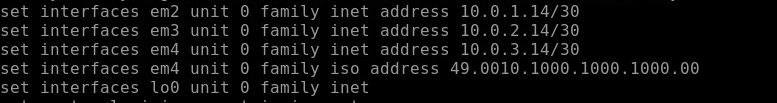 set interfaces em2 unit 0 family inet address 10.0.1.14/30
set interfaces em3 unit 0 family inet address 10.0.2.14/30
set interfaces em4 unit 0 family inet address 10.0.3.14/30
set interfaces em4 unit 0 family iso address 49.0010.1000.1000.1000.00
set interfaces lo0 unit 0 family inet